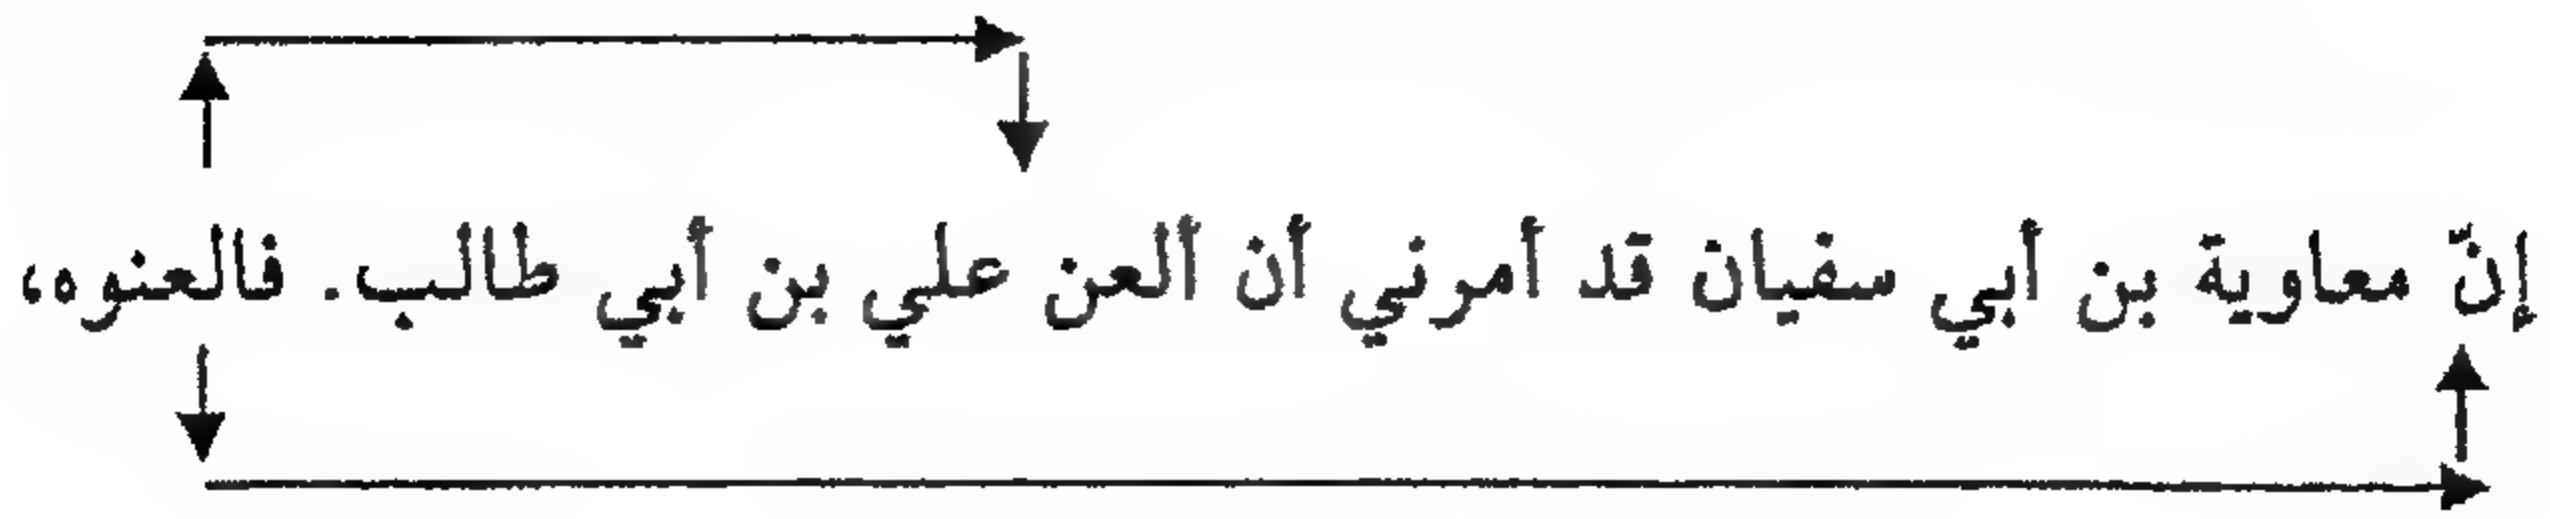 إنّ معاوية بن أبي سفيان قد أمرني أن ألعن علي بن أبي طالب. فالعنوه،